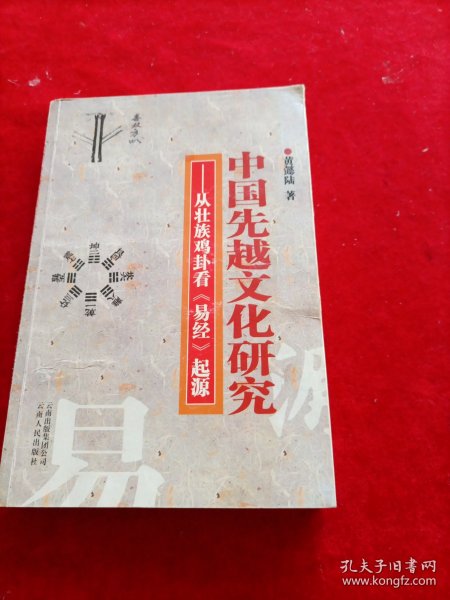 黄懿陆 著
中国先越文化研究
——从壮族鸡卦看《易经》起源
云南出版集团公司
云南人民出版社
易
源
孔夫子旧书网
www.kongfz.com